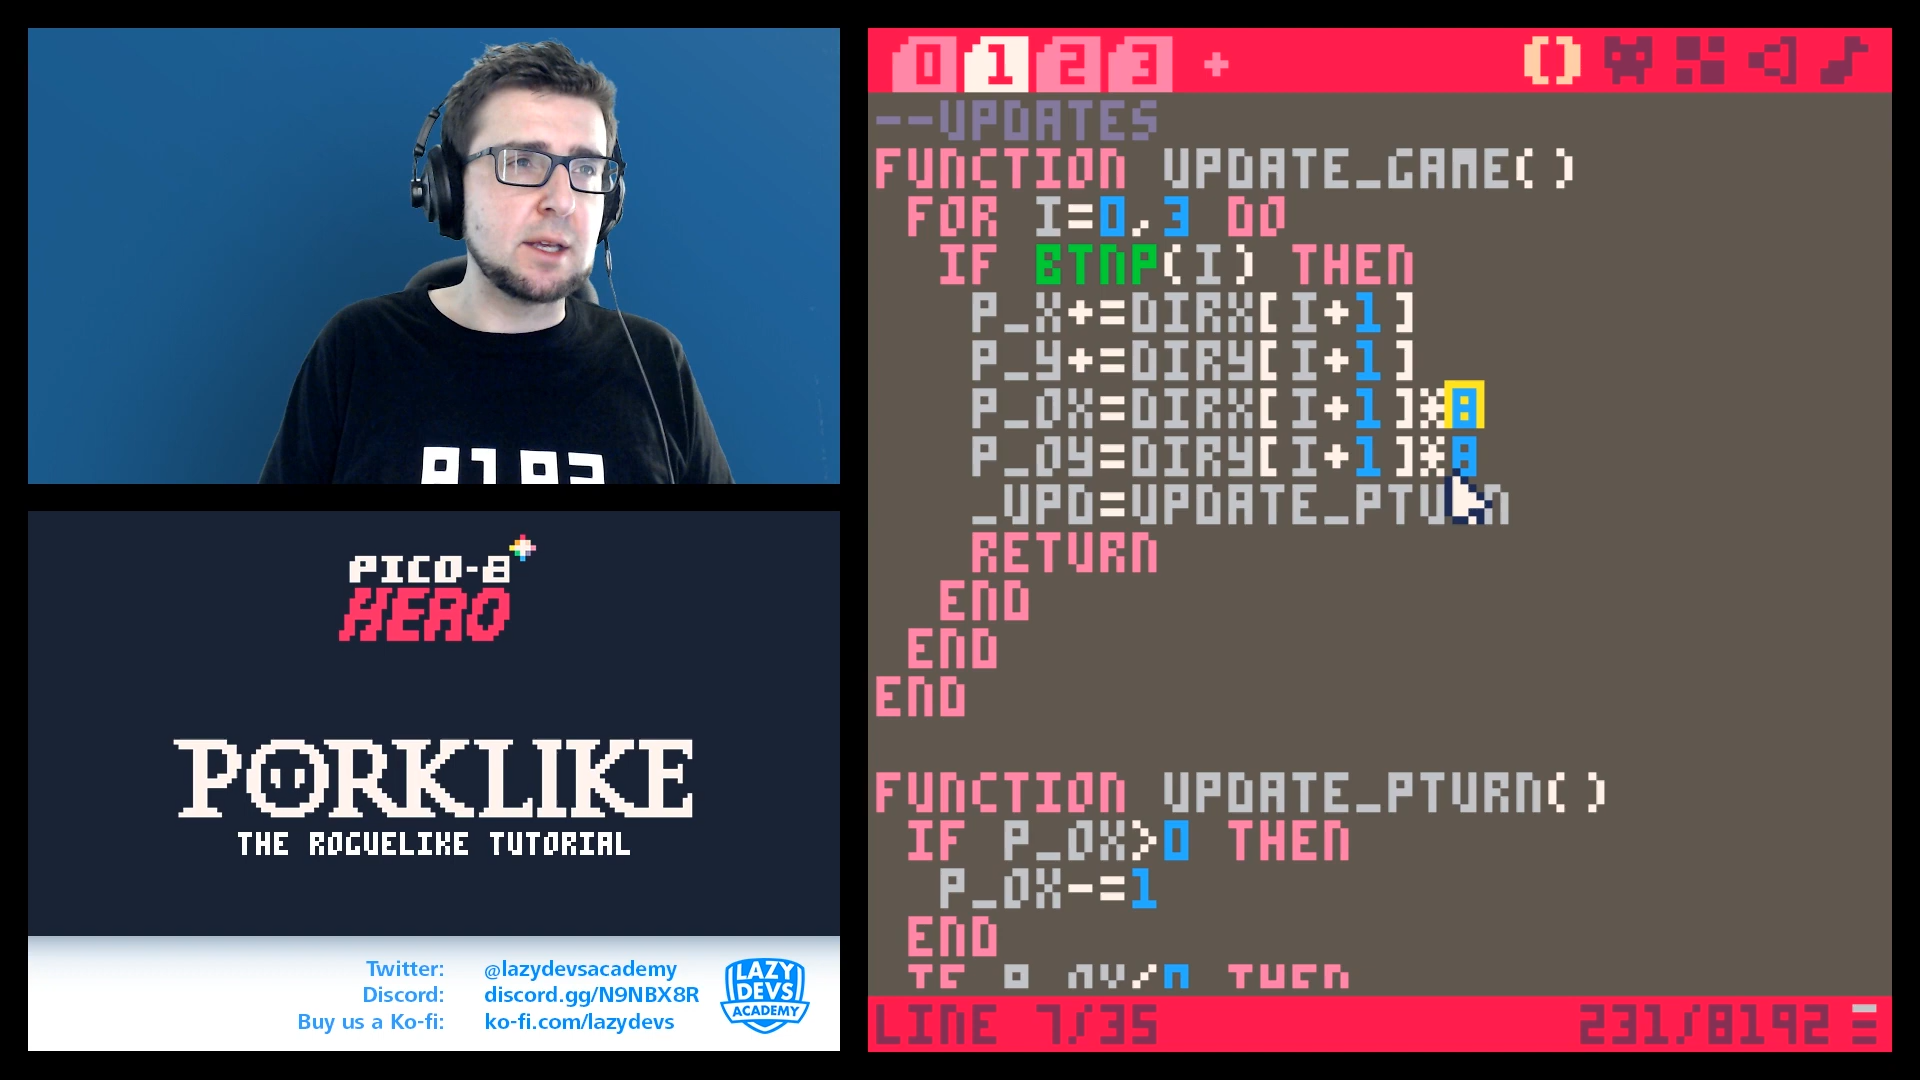 8192
PICO-8
HERO
PORKLIKE
THE ROGUELIKE TUTORIAL
Twitter: @lazydevsacademy
Discord: discord.gg/N9NBX8R
Buy us a Ko-fi: ko-fi.com/lazydevs
LAZY
DEVS
ACADEMY
0 1 2 3 +
--UPDATES
FUNCTION UPDATE_GAME()
FOR I=0,3 DO
IF BTNP(I) THEN
P_X+=DIRX[I+1]
P_Y+=DIRY[I+1]
P_OX=DIRX[I+1]*8
P_OY=DIRY[I+1]*8
_UPD=UPDATE_PTURN
RETURN
END
END
END
FUNCTION UPDATE_PTURN()
IF P_OX>0 THEN
P_OX-=1
END
LINE 7/35
231/8192